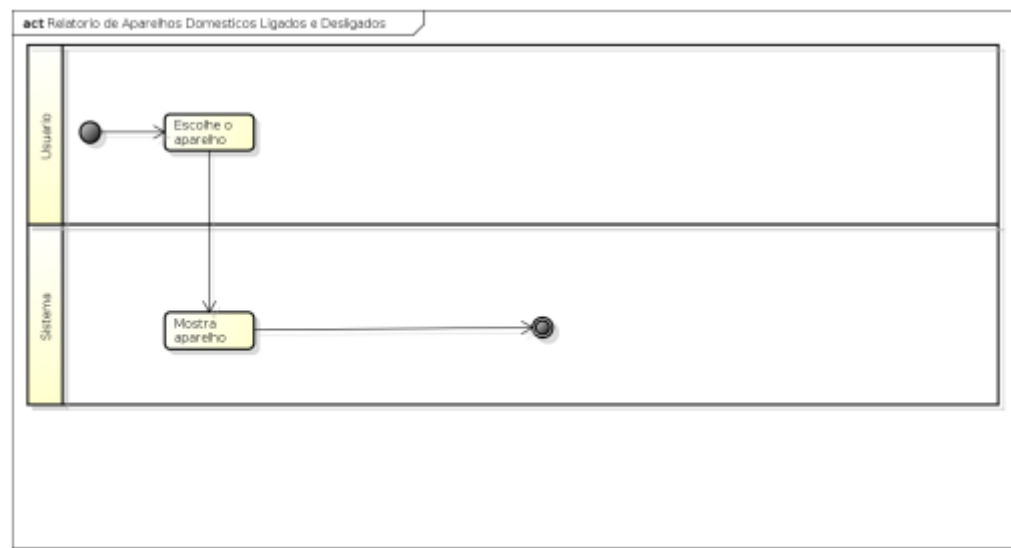 act Relatorio de Aparelhos Domesticos Ligados e Desligados
Usuario
Escolhe o
aparelho
Sistema
Mostra
aparelho